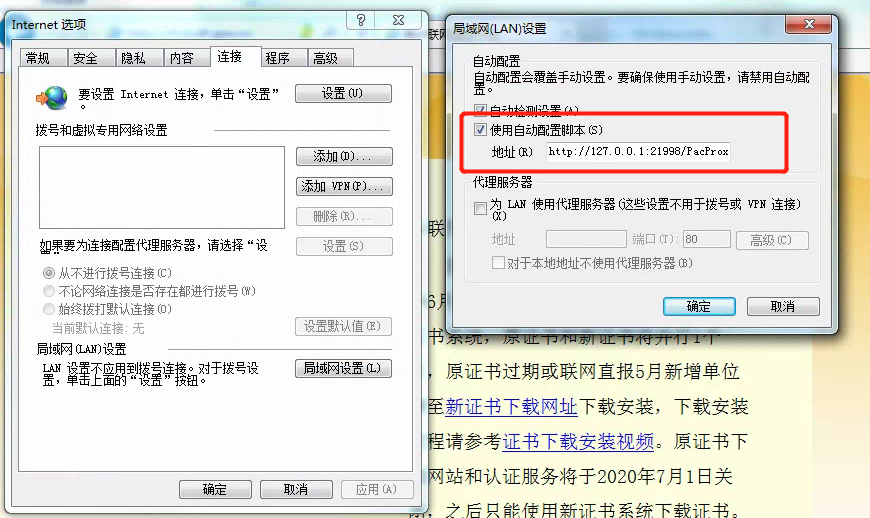 Internet 选项
常规
安全
隐私
内容
连接
程序
高级
要设置 Internet 连接，单击“设置”
。
设置(U)
拨号和虚拟专用网络设置
添加(D)...
添加 VPN(P)...
删除(R)...
如果要为连接配置代理服务器，请选择“设
设置(S)
从不进行拨号连接(C)
不论网络连接是否存在都进行拨号(W)
始终拨打默认连接(O)
当前默认连接: 无
设置默认值(E)
局域网(LAN)设置
LAN 设置不应用到拨号连接。对于拨号设
置，单击上面的“设置”按钮。
局域网设置(L)
确定
取消
应用(A)
局域网(LAN)设置
自动配置
自动配置会覆盖手动设置。要确保使用手动设置，请禁用自动配
置。
自动检测设置(A)
使用自动配置脚本(S)
地址(R)
http://127.0.0.1:21998/PacProx
代理服务器
为 LAN 使用代理服务器(这些设置不用于拨号或 VPN 连接)
(X)
地址
端口(T):
80
高级(C)
对于本地地址不使用代理服务器(B)
确定
取消
联
书系统，原证书和新证书将并行1个
，原证书过期或联网直报5月新增单位
至新证书下载网址下载安装，下载安装
程请参考证书下载安装视频。原证书下
网站和认证服务将于2020年7月1日关
，之后只能使用新证书系统下载证书。